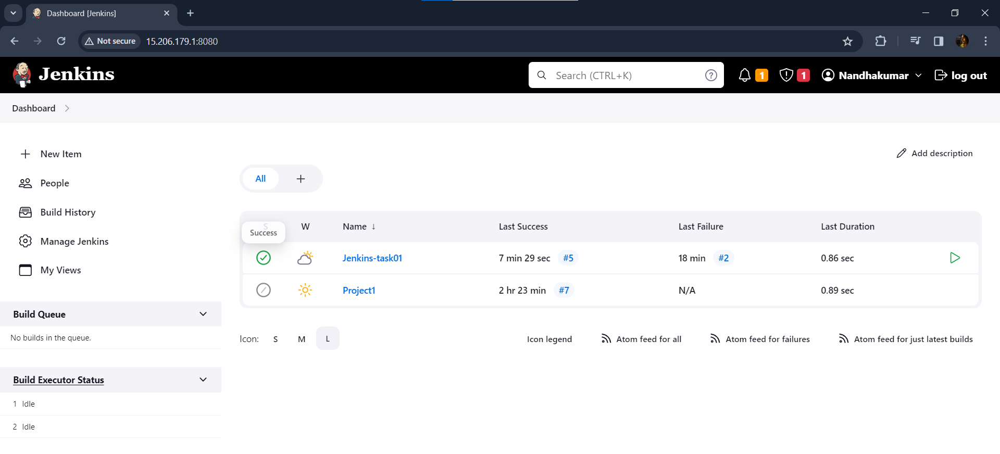 Dashboard [Jenkins]
Not secure 15.206.179.1:8080
Jenkins
Search (CTRL+K)
1
1
Nandhakumar
log out
Dashboard
New Item
People
Build History
Manage Jenkins
My Views
Build Queue
No builds in the queue.
Build Executor Status
1 Idle
2 Idle
Add description
All
S W Name ↓ Last Success Last Failure Last Duration
Success
Jenkins-task01 7 min 29 sec #5 18 min #2 0.86 sec
Project1 2 hr 23 min #7 N/A 0.89 sec
Icon: S M L
Icon legend Atom feed for all Atom feed for failures Atom feed for just latest builds